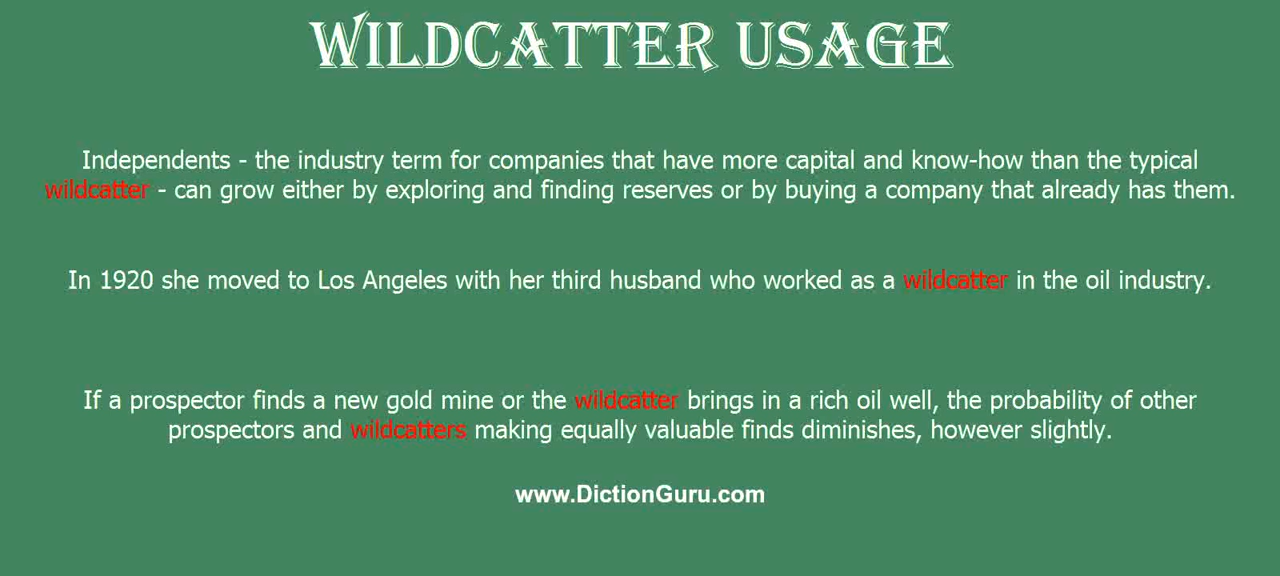 WILDCATTER USAGE
Independents - the industry term for companies that have more capital and know-how than the typical
wildcatter - can grow either by exploring and finding reserves or by buying a company that already has them.
In 1920 she moved to Los Angeles with her third husband who worked as a wildcatter in the oil industry.
If a prospector finds a new gold mine or the wildcatter brings in a rich oil well, the probability of other
prospectors and wildcatters making equally valuable finds diminishes, however slightly.
www.DictionGuru.com